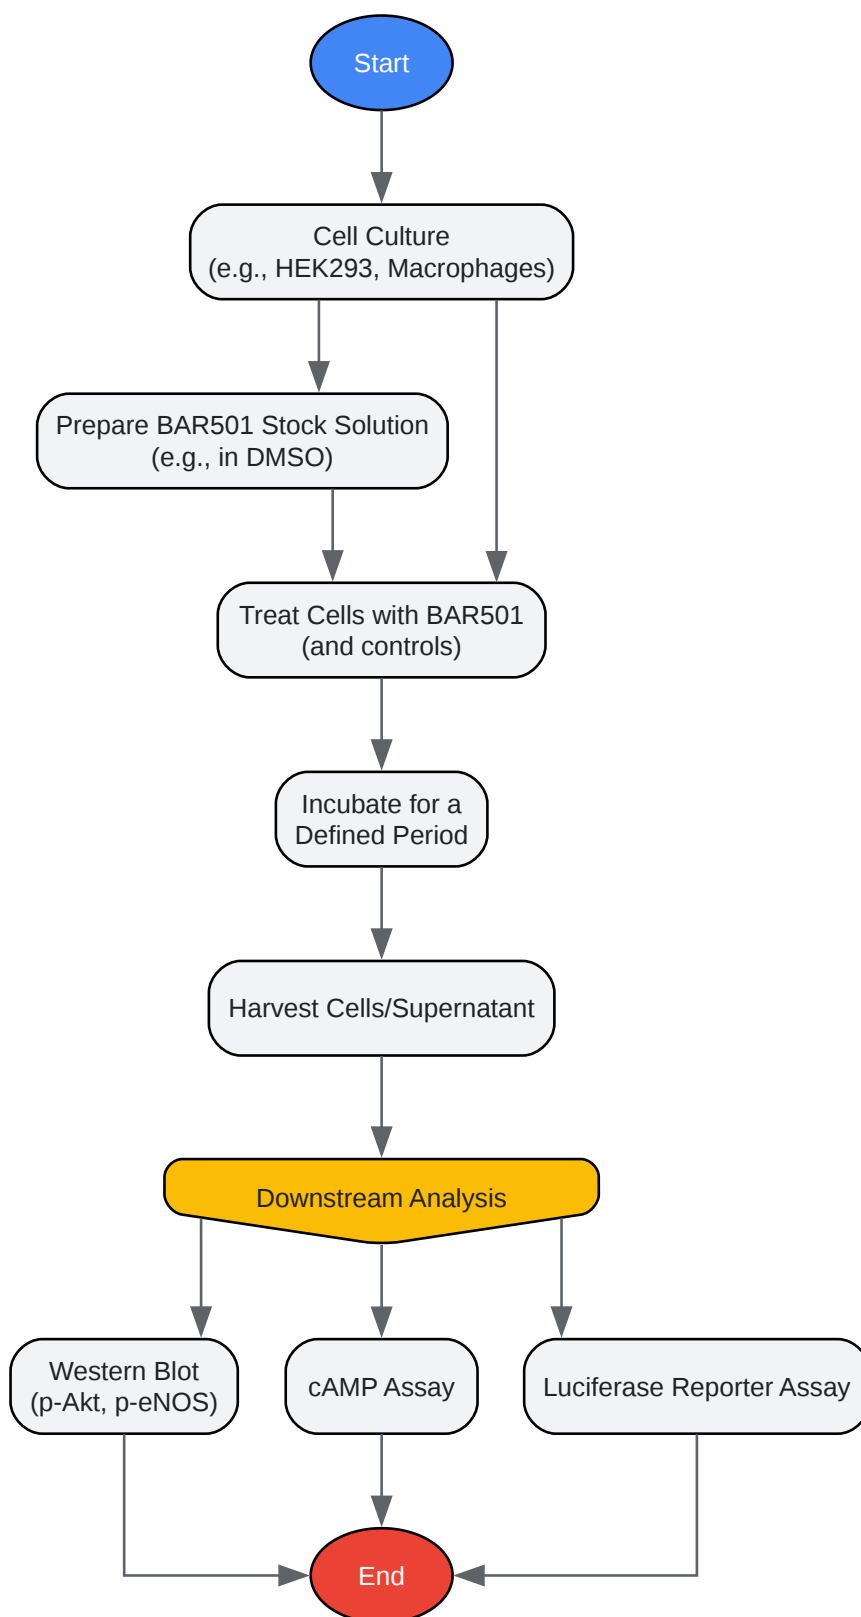 Start
Cell Culture
(e.g., HEK293, Macrophages)
Prepare BAR501 Stock Solution
(e.g., in DMSO)
Treat Cells with BAR501
(and controls)
Incubate for a
Defined Period
Harvest Cells/Supernatant
Downstream Analysis
Western Blot
(p-Akt, p-eNOS)
cAMP Assay
Luciferase Reporter Assay
End